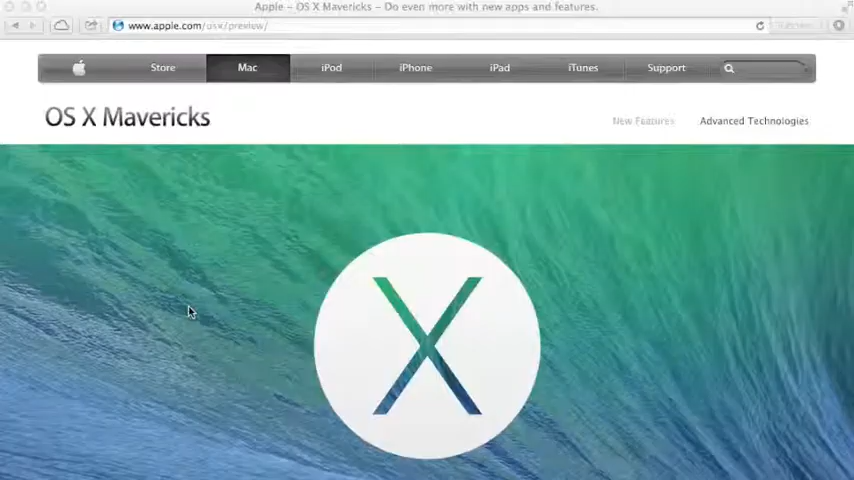 Apple – OS X Mavericks – Do even more with new apps and features.
www.apple.com/osx/preview/
Store
Mac
iPod
iPhone
iPad
iTunes
Support
OS X Mavericks
New Features
Advanced Technologies
X